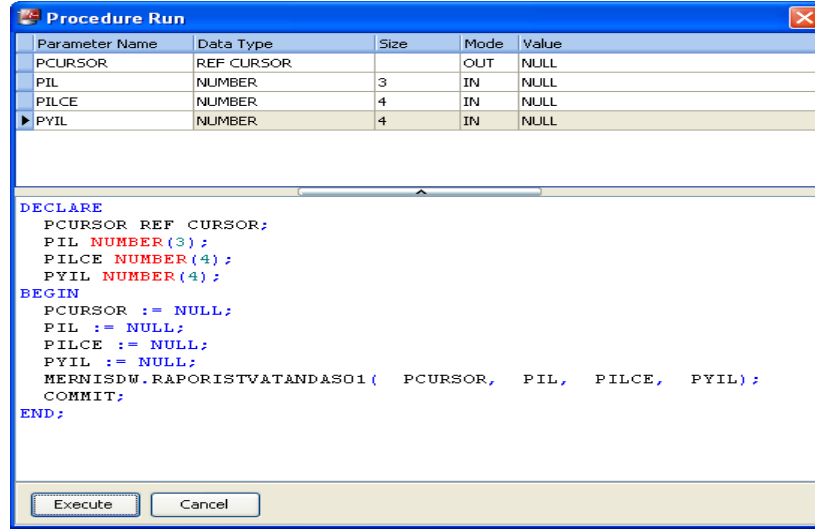 Procedure Run
Parameter Name Data Type Size Mode Value
PCURSOR REF CURSOR OUT NULL
PIL NUMBER 3 IN NULL
PILCE NUMBER 4 IN NULL
PYIL NUMBER 4 IN NULL
DECLARE
PCURSOR REF CURSOR;
PIL NUMBER(3);
PILCE NUMBER(4);
PYIL NUMBER(4);
BEGIN
PCURSOR := NULL;
PIL := NULL;
PILCE := NULL;
PYIL := NULL;
MERNISDW.RAPORISTVATANDAS01( PCURSOR, PIL, PILCE, PYIL);
COMMIT;
END;
Execute Cancel